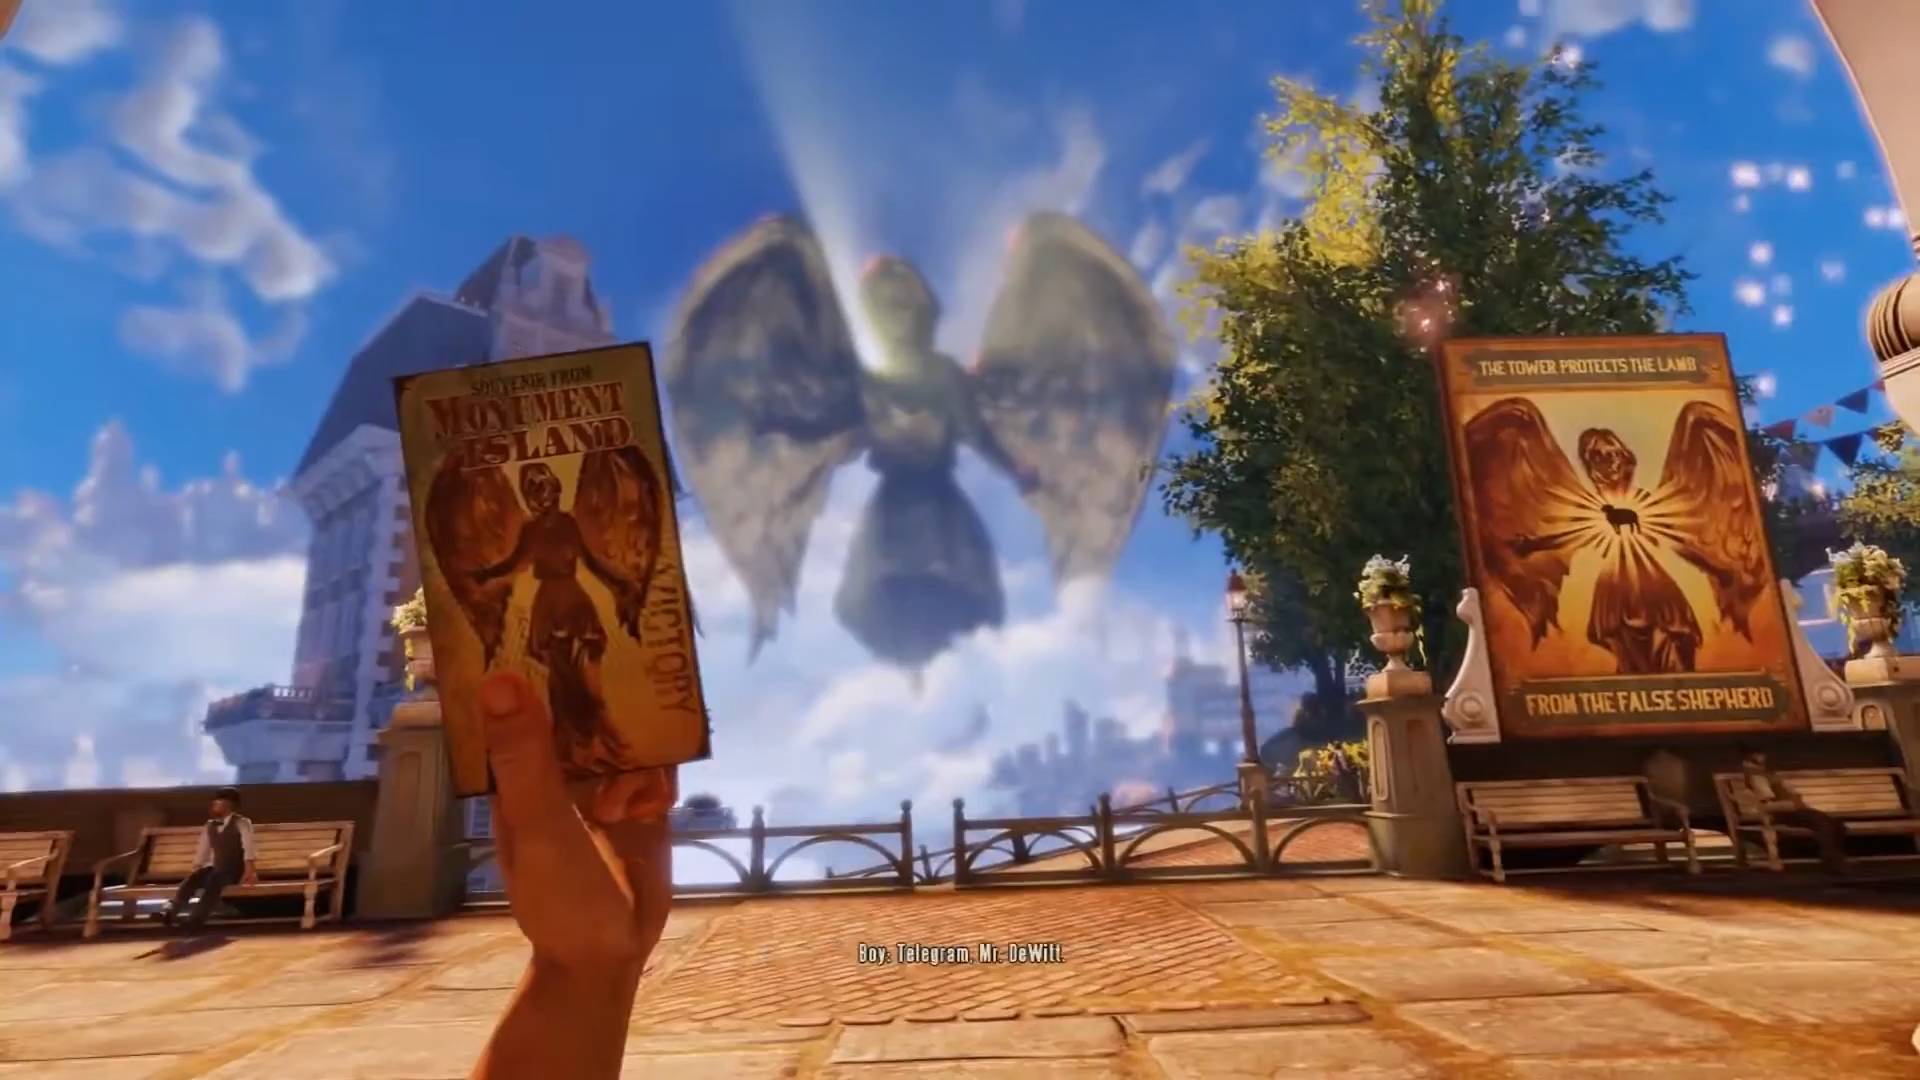 SOUVENIR FROM
MONUMENT
ISLAND
VICTORY
THE TOWER PROTECTS THE LAMB
FROM THE FALSE SHEPHERD
Boy: Telegram, Mr. DeWitt.